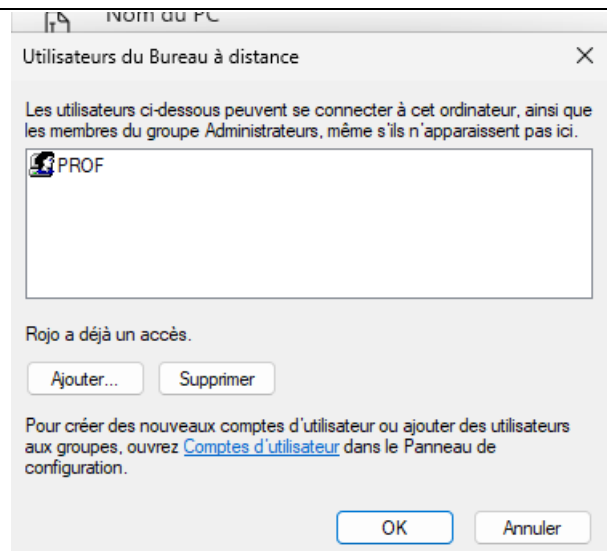 Nom du PC
Utilisateurs du Bureau à distance
Les utilisateurs ci-dessous peuvent se connecter à cet ordinateur, ainsi que
les membres du groupe Administrateurs, même s'ils n'apparaissent pas ici.
PROF
Rojo a déjà un accès.
Ajouter... Supprimer
Pour créer des nouveaux comptes d'utilisateur ou ajouter des utilisateurs
aux groupes, ouvrez Comptes d'utilisateur dans le Panneau de
configuration.
OK Annuler